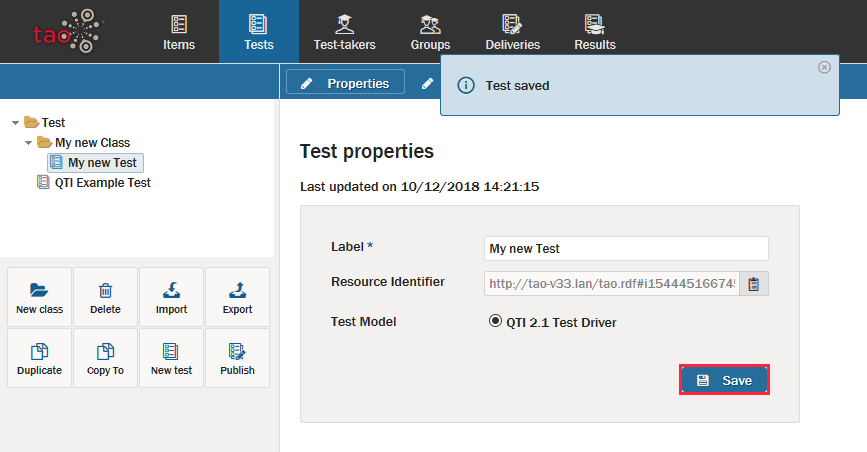 tao
Items
Tests
Test-takers
Groups
Deliveries
Results
Properties
Test saved
Test
My new Class
My new Test
QTI Example Test
New class
Delete
Import
Export
Duplicate
Copy To
New test
Publish
Test properties
Last updated on 10/12/2018 14:21:15
Label *
My new Test
Resource Identifier
http://tao-v33.lan/tao.rdf#i154445166745
Test Model
QTI 2.1 Test Driver
Save